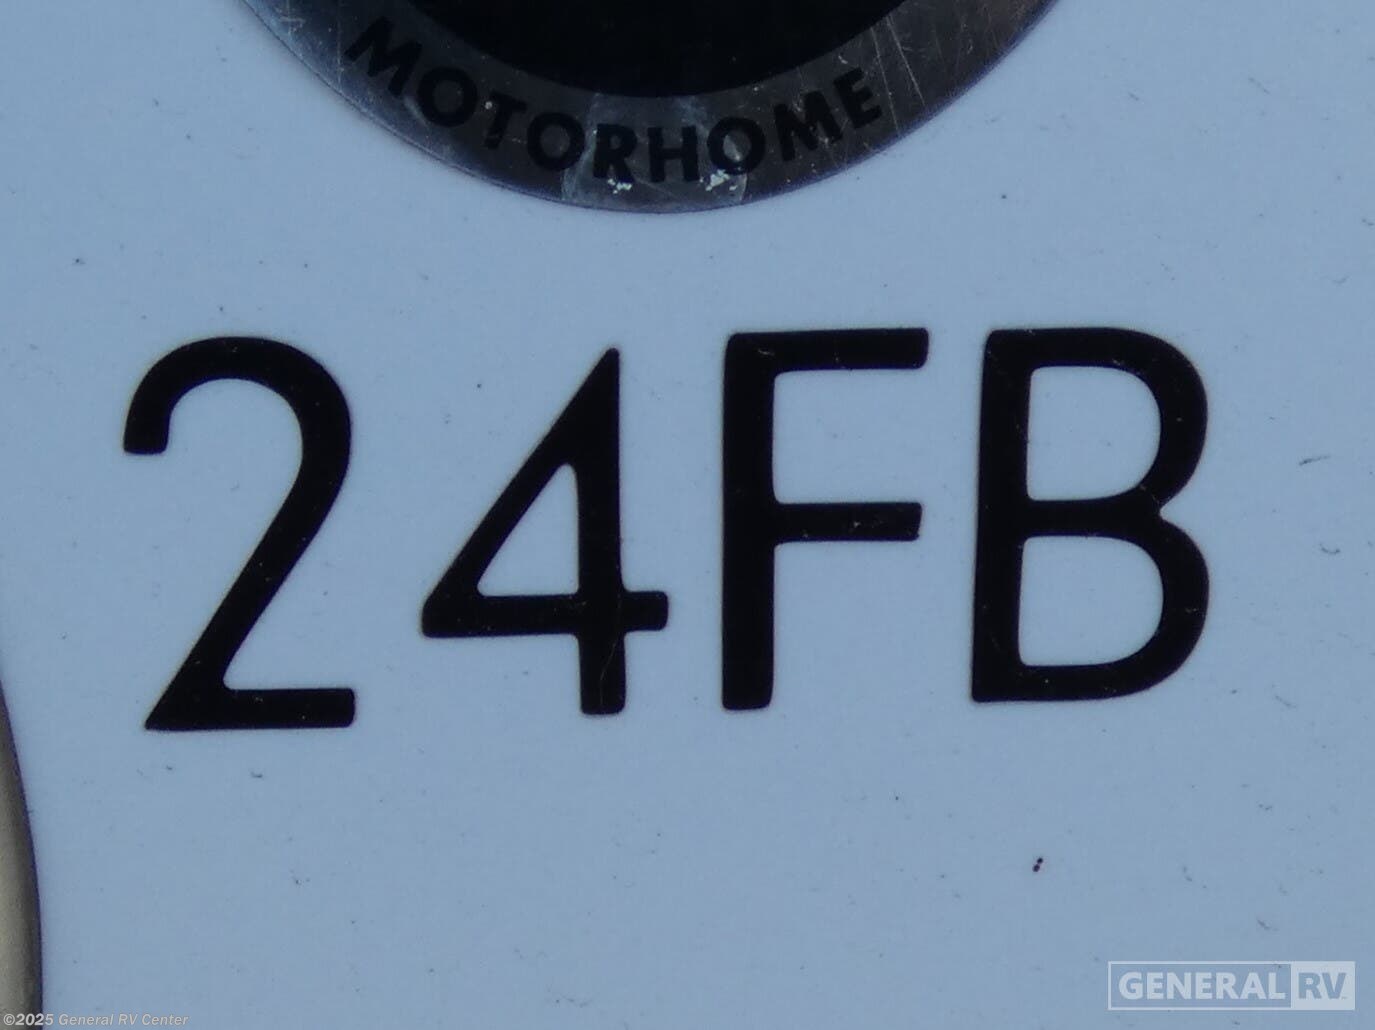 MOTORHOME
24FB
GENERAL RV
©2025 General RV Center